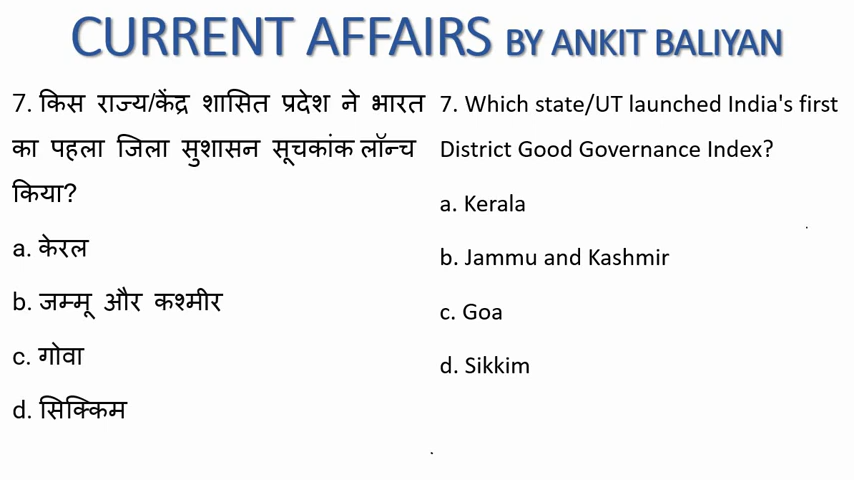 CURRENT AFFAIRS BY ANKIT BALIYAN
7. किस राज्य/केंद्र शासित प्रदेश ने भारत
का पहला जिला सुशासन सूचकांक लॉन्च
किया?
a. केरल
b. जम्मू और कश्मीर
c. गोवा
d. सिक्किम
7. Which state/UT launched India's first
District Good Governance Index?
a. Kerala
b. Jammu and Kashmir
c. Goa
d. Sikkim